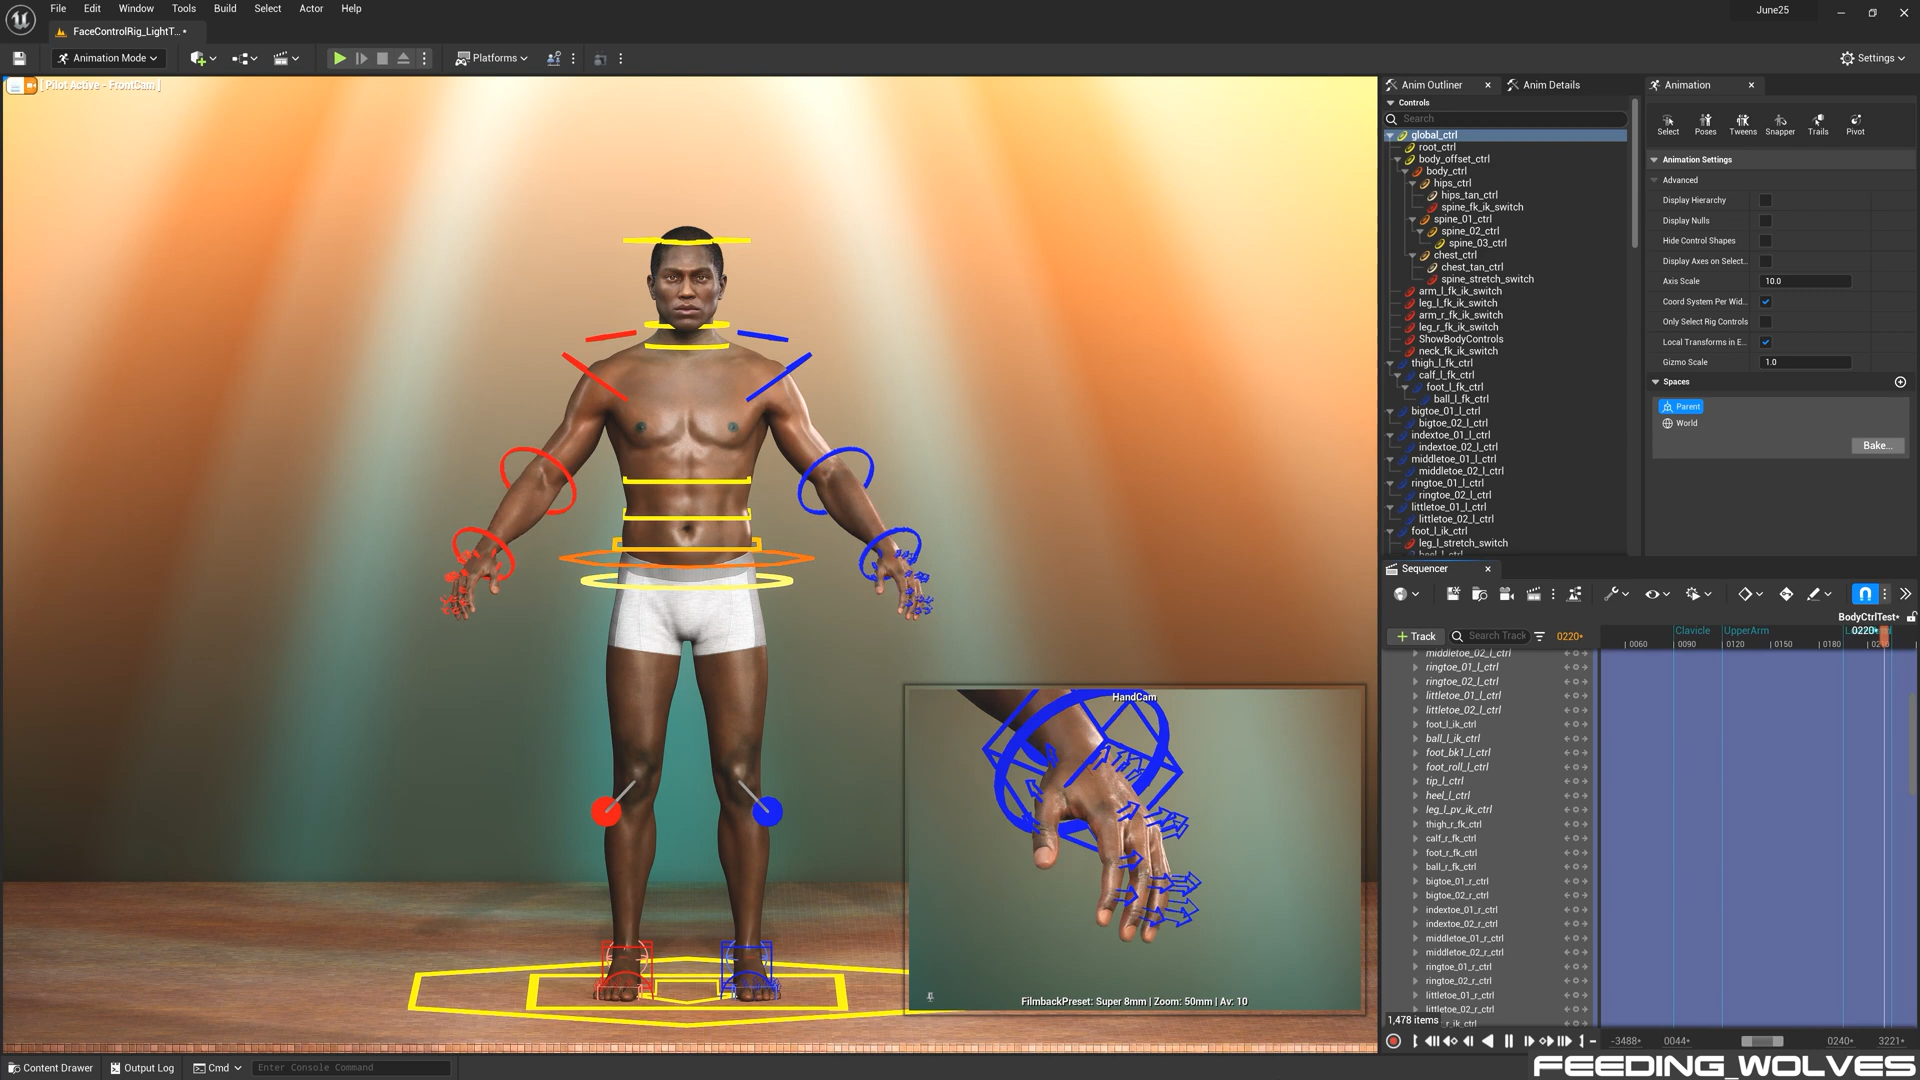 File Edit Window Tools Build Select Actor Help
June25
FaceControlRig_LightT...•
Animation Mode
Platforms
Settings
[ Pilot Active - FrontCam ]
Anim Outliner
Anim Details
Controls
Search
global_ctrl
root_ctrl
body_offset_ctrl
body_ctrl
hips_ctrl
hips_tan_ctrl
spine_fk_ik_switch
spine_01_ctrl
spine_02_ctrl
spine_03_ctrl
chest_ctrl
chest_tan_ctrl
spine_stretch_switch
arm_l_fk_ik_switch
leg_l_fk_ik_switch
arm_r_fk_ik_switch
leg_r_fk_ik_switch
ShowBodyControls
neck_fk_ik_switch
thigh_l_fk_ctrl
calf_l_fk_ctrl
foot_l_fk_ctrl
ball_l_fk_ctrl
bigtoe_01_l_ctrl
bigtoe_02_l_ctrl
indextoe_01_l_ctrl
indextoe_02_l_ctrl
middletoe_01_l_ctrl
middletoe_02_l_ctrl
ringtoe_01_l_ctrl
ringtoe_02_l_ctrl
littletoe_01_l_ctrl
littletoe_02_l_ctrl
foot_l_ik_ctrl
leg_l_stretch_switch
Animation
Select Poses Tweens Snapper Trails Pivot
Animation Settings
Advanced
Display Hierarchy
Display Nulls
Hide Control Shapes
Display Axes on Select...
Axis Scale 10.0
Coord System Per Wid...
Only Select Rig Controls
Local Transforms in E...
Gizmo Scale 1.0
Spaces
Parent
World
Bake...
Sequencer
BodyCtrlTest*
+ Track
Search Track
0220*
0220*
Clavicle UpperArm
0060 0090 0120 0150 0180
middletoe_02_l_ctrl
ringtoe_01_l_ctrl
ringtoe_02_l_ctrl
littletoe_01_l_ctrl
littletoe_02_l_ctrl
foot_l_ik_ctrl
ball_l_ik_ctrl
foot_bk1_l_ctrl
foot_roll_l_ctrl
tip_l_ctrl
heel_l_ctrl
leg_l_pv_ik_ctrl
thigh_r_fk_ctrl
calf_r_fk_ctrl
foot_r_fk_ctrl
ball_r_fk_ctrl
bigtoe_01_r_ctrl
bigtoe_02_r_ctrl
indextoe_01_r_ctrl
indextoe_02_r_ctrl
middletoe_01_r_ctrl
middletoe_02_r_ctrl
ringtoe_01_r_ctrl
ringtoe_02_r_ctrl
littletoe_01_r_ctrl
littletoe_02_r_ctrl
1,478 items
-3488* 0044* 0240* 3221*
HandCam
FilmbackPreset: Super 8mm | Zoom: 50mm | Av: 10
Content Drawer
Output Log
Cmd
Enter Console Command
FEEDING_WOLVES